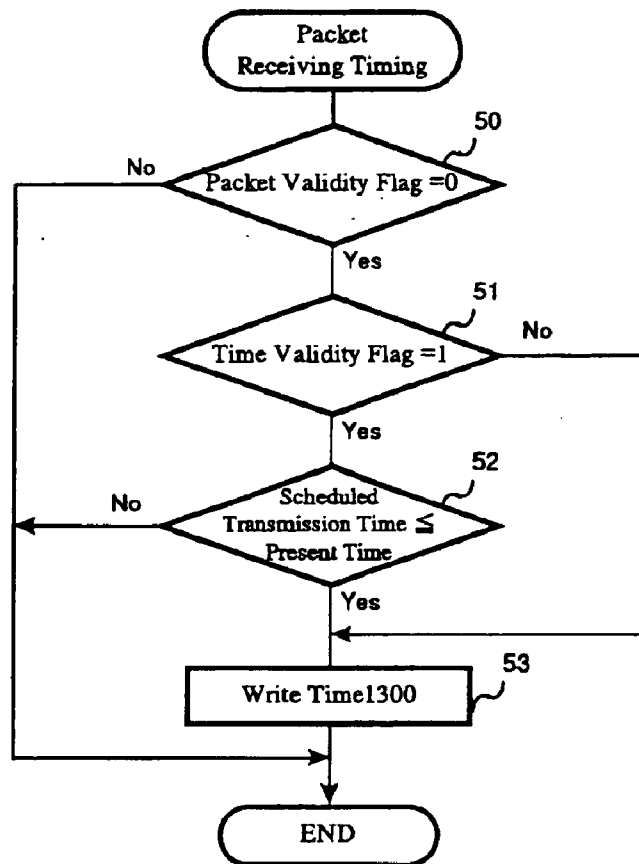 Packet
Receiving Timing
50
No
Packet Validity Flag =0
Yes
51
No
Time Validity Flag =1
Yes
52
No
Scheduled
Transmission Time ≦
Present Time
Yes
53
Write Time1300
END